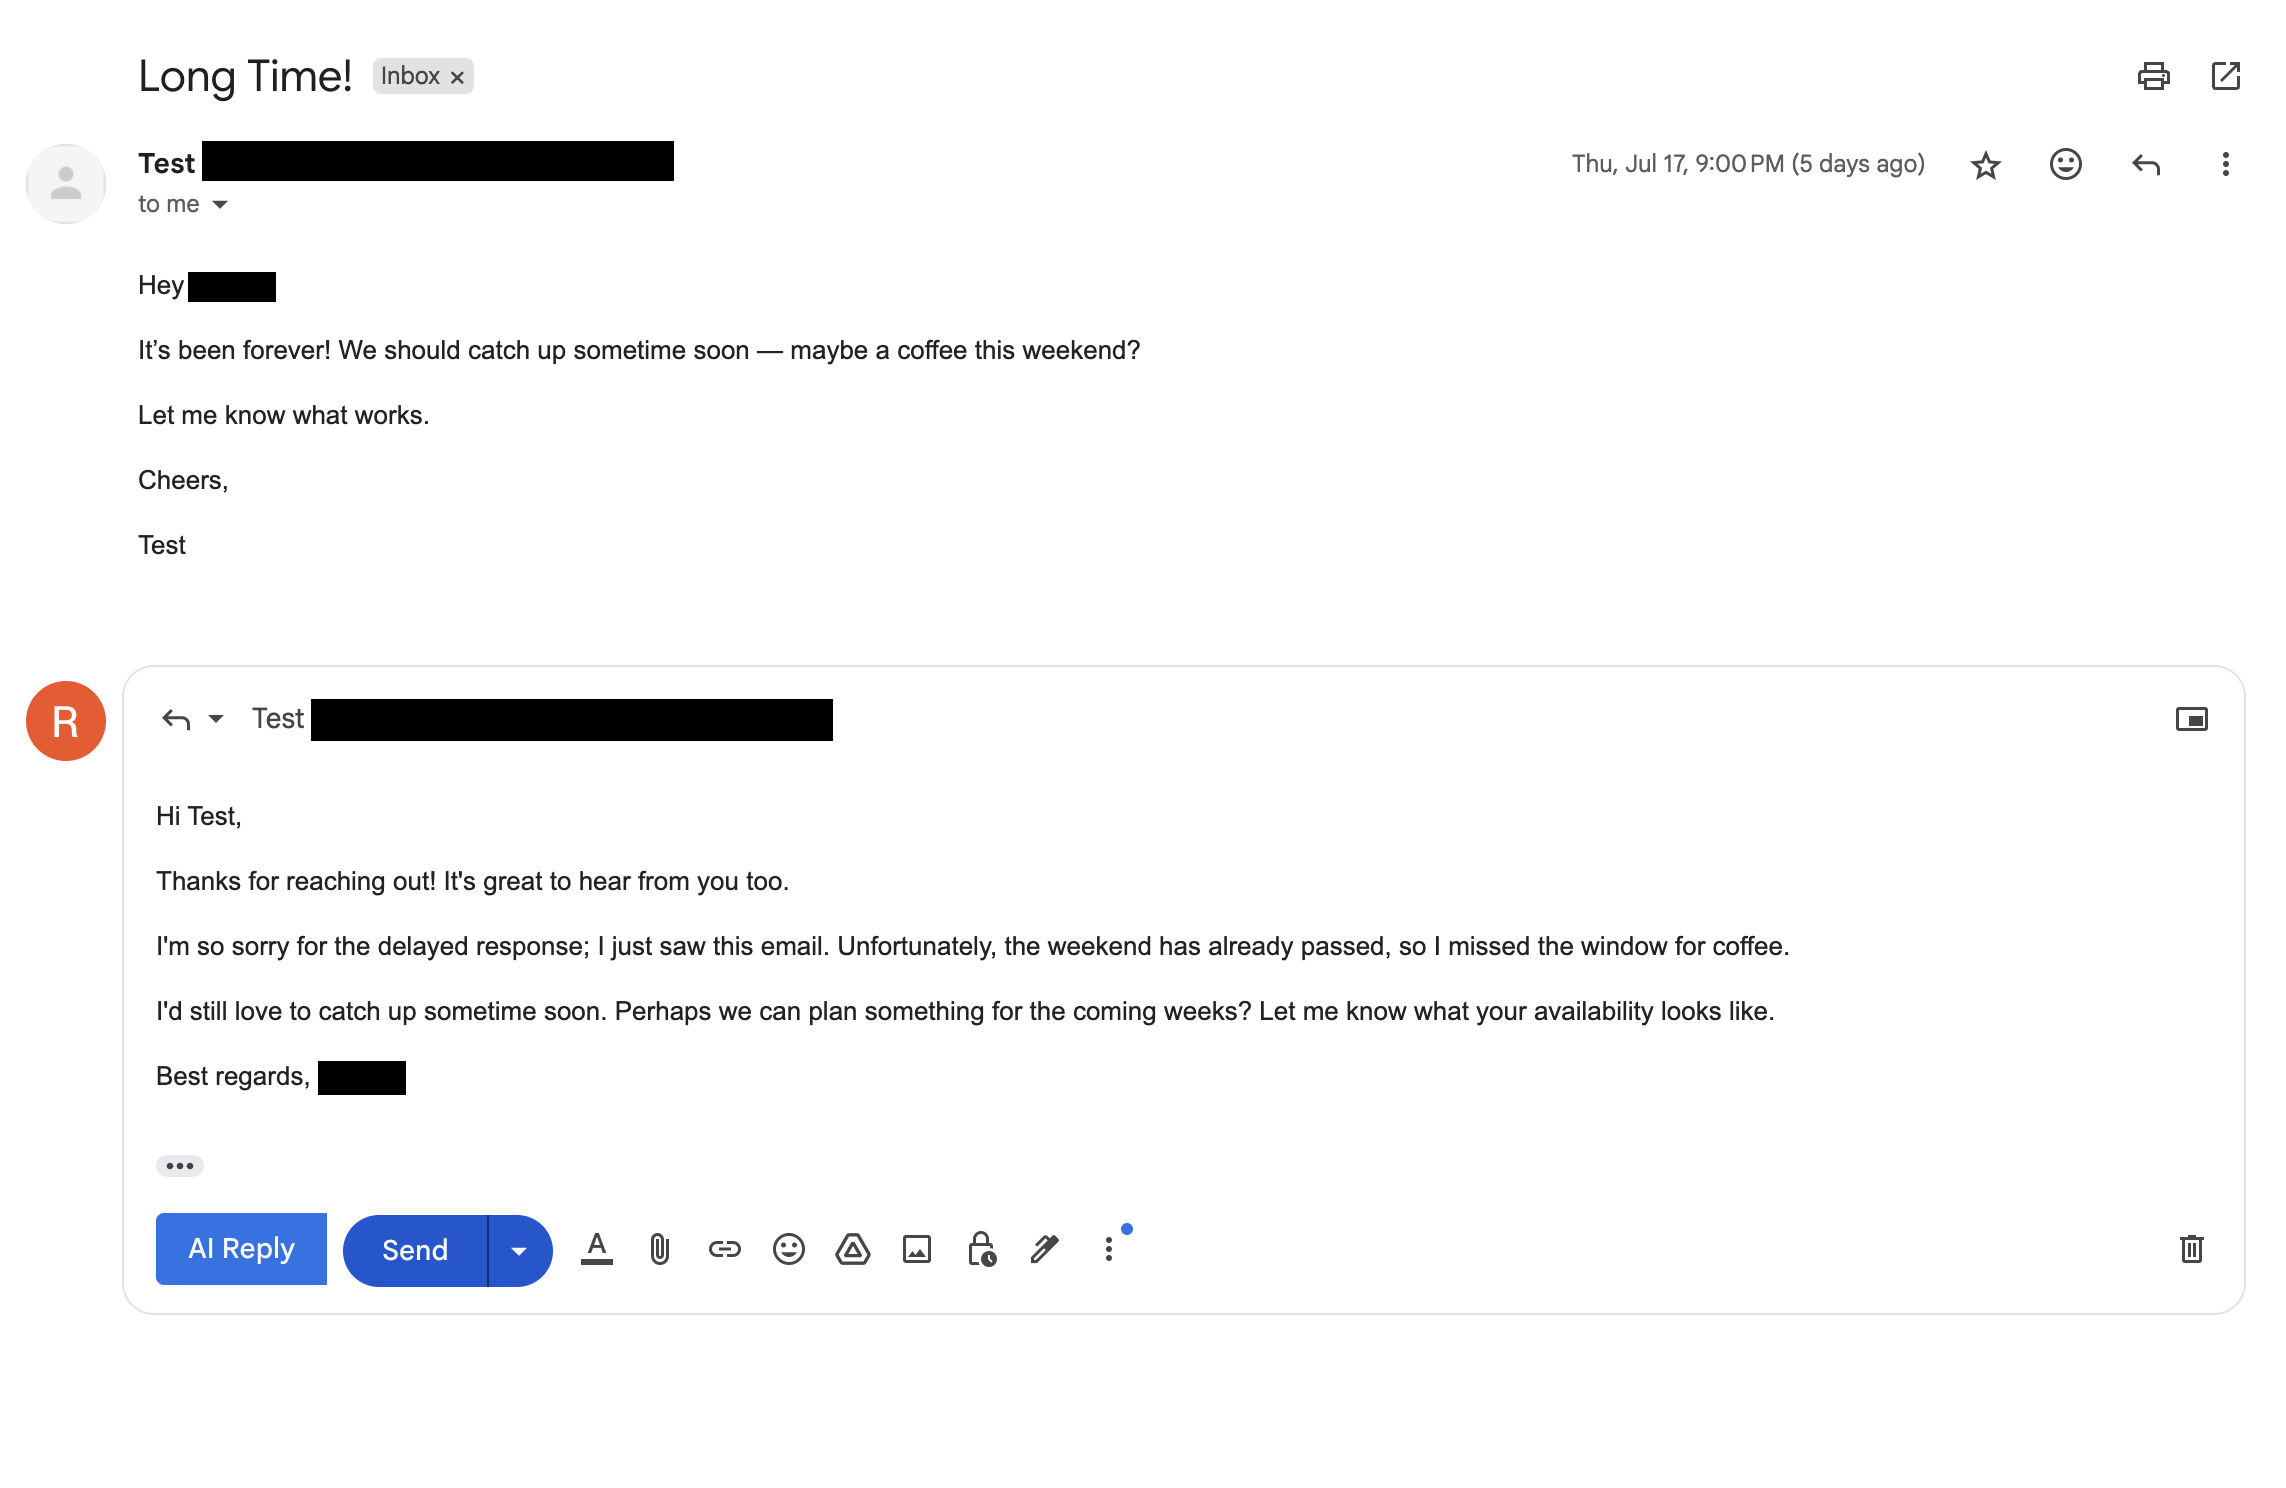 Long Time! Inbox ×
Test
Thu, Jul 17, 9:00 PM (5 days ago)
to me
Hey
It’s been forever! We should catch up sometime soon — maybe a coffee this weekend?
Let me know what works.
Cheers,
Test
R
Test
Hi Test,
Thanks for reaching out! It's great to hear from you too.
I'm so sorry for the delayed response; I just saw this email. Unfortunately, the weekend has already passed, so I missed the window for coffee.
I'd still love to catch up sometime soon. Perhaps we can plan something for the coming weeks? Let me know what your availability looks like.
Best regards,
AI Reply Send A